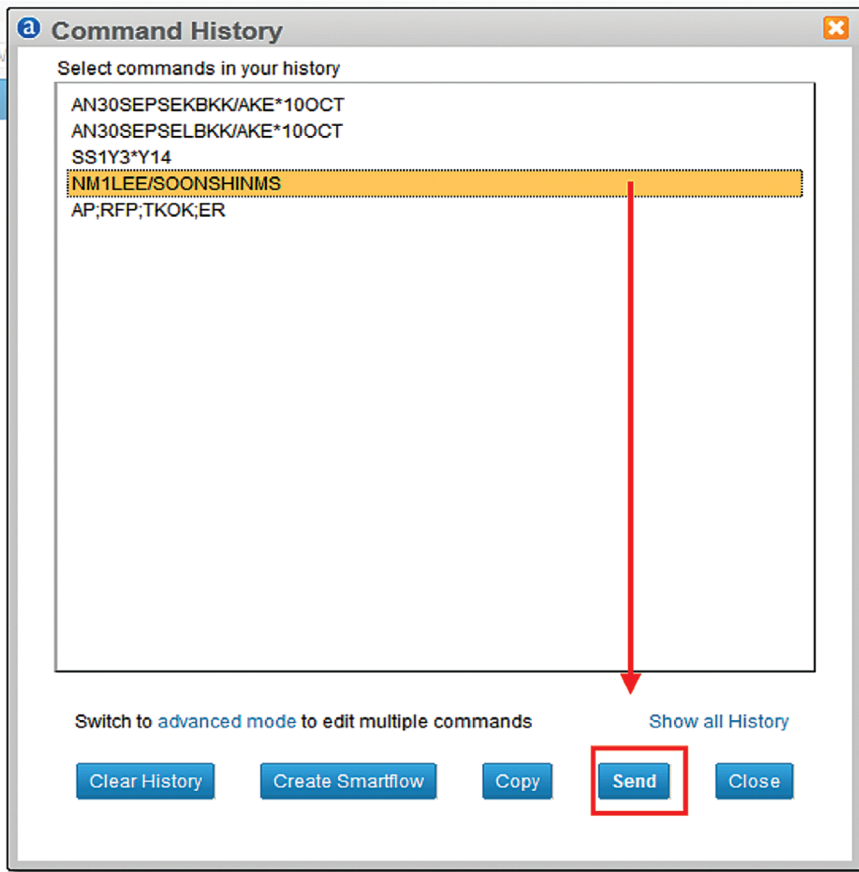 a Command History
Select commands in your history
AN30SEPSEKBKK/AKE*10OCT
AN30SEPSELBKK/AKE*10OCT
SS1Y3*Y14
NM1LEE/SOONSHINMS
AP;RFP;TKOK;ER
Switch to advanced mode to edit multiple commands Show all History
Clear History Create Smartflow Copy Send Close